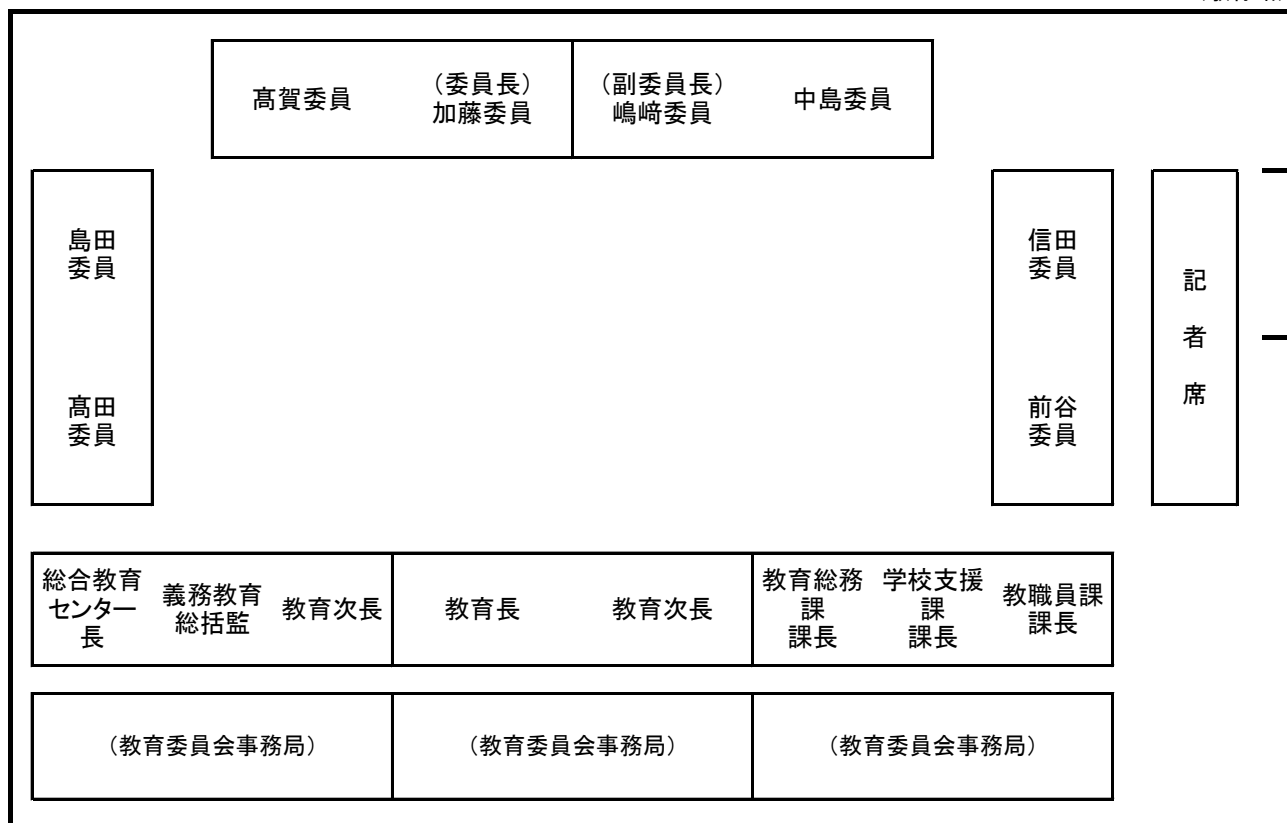 髙賀委員
（委員長）
加藤委員
（副委員長）
嶋﨑委員
中島委員
島田
委員
髙田
委員
信田
委員
前谷
委員
記
者
席
総合教育
センター
長
義務教育
総括監
教育次長
教育長
教育次長
教育総務
課
課長
学校支援
課
課長
教職員課
課長
（教育委員会事務局）
（教育委員会事務局）
（教育委員会事務局）